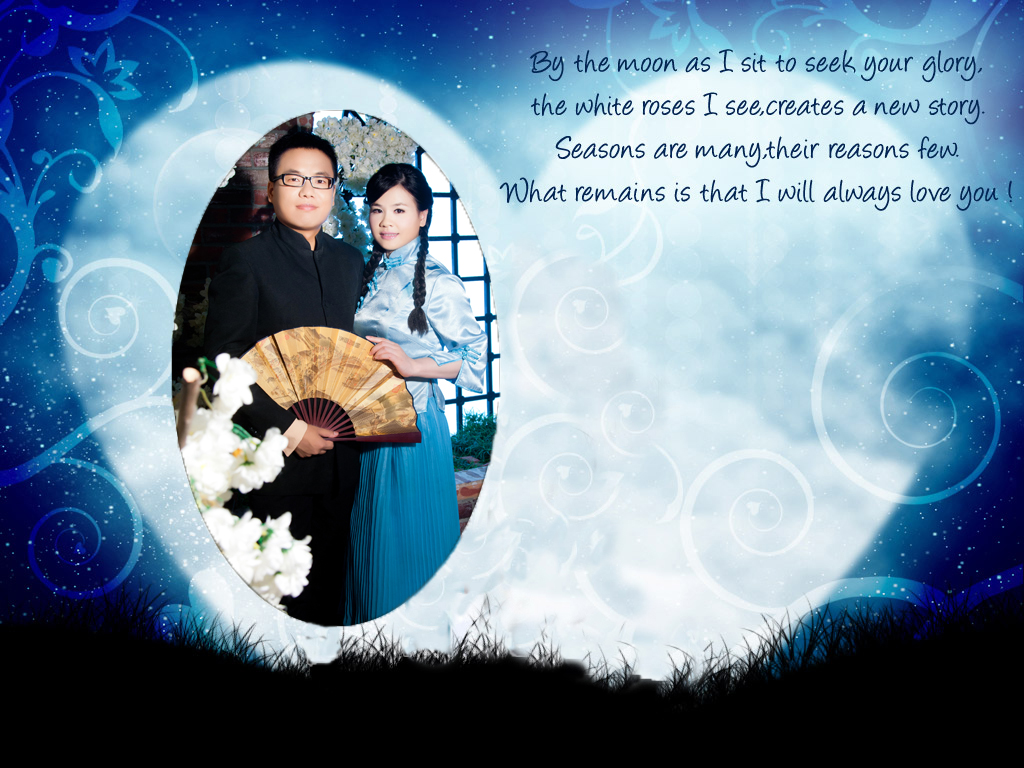 By the moon as I sit to seek your glory,
the white roses I see,creates a new story.
Seasons are many,their reasons few.
What remains is that I will always love you !